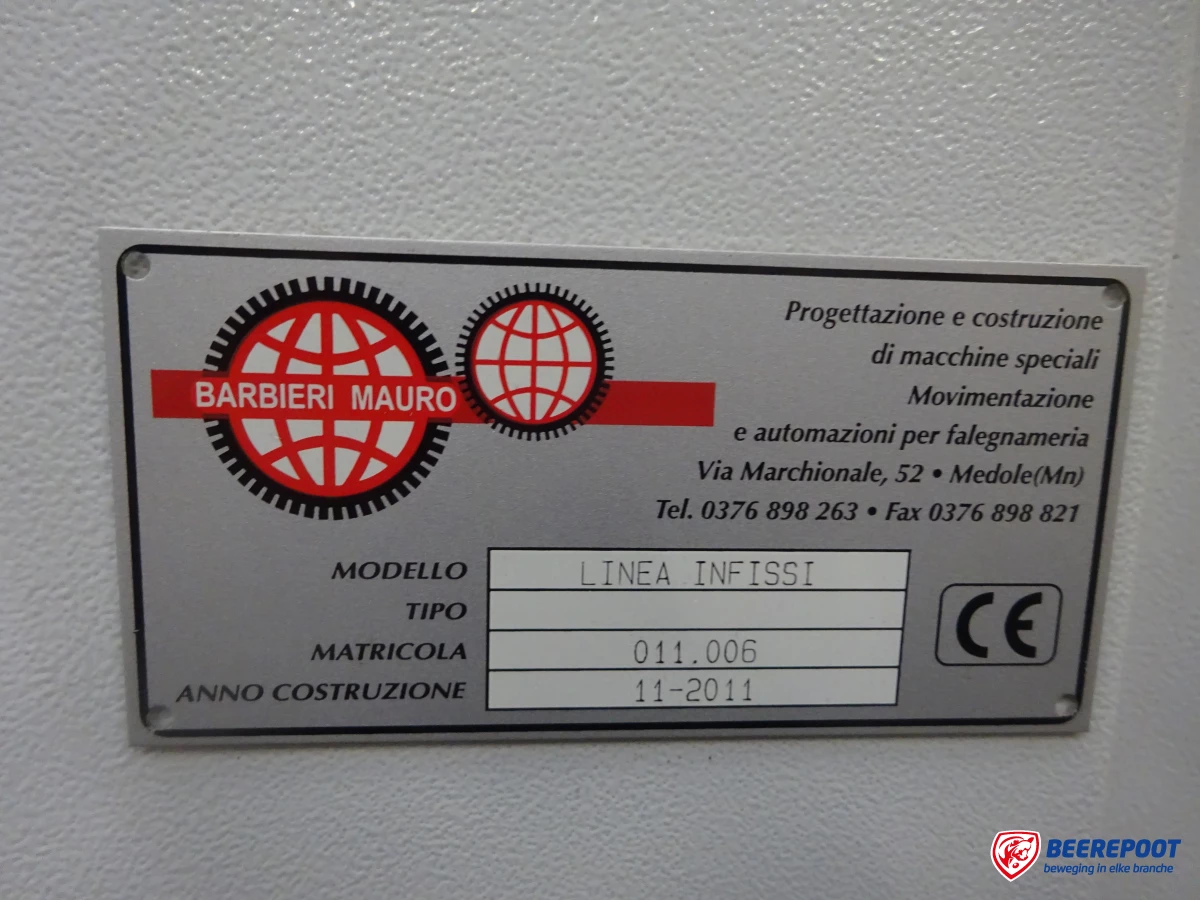 BARBIERI MAURO
Progettazione e costruzione
di macchine speciali
Movimentazione
e automazioni per falegnameria
Via Marchionale, 52 • Medole(Mn)
Tel. 0376 898 263 • Fax 0376 898 821
MODELLO LINEA INFISSI
TIPO
MATRICOLA 011.006
ANNO COSTRUZIONE 11-2011
CE
BEEREPOOT
beweging in elke branche